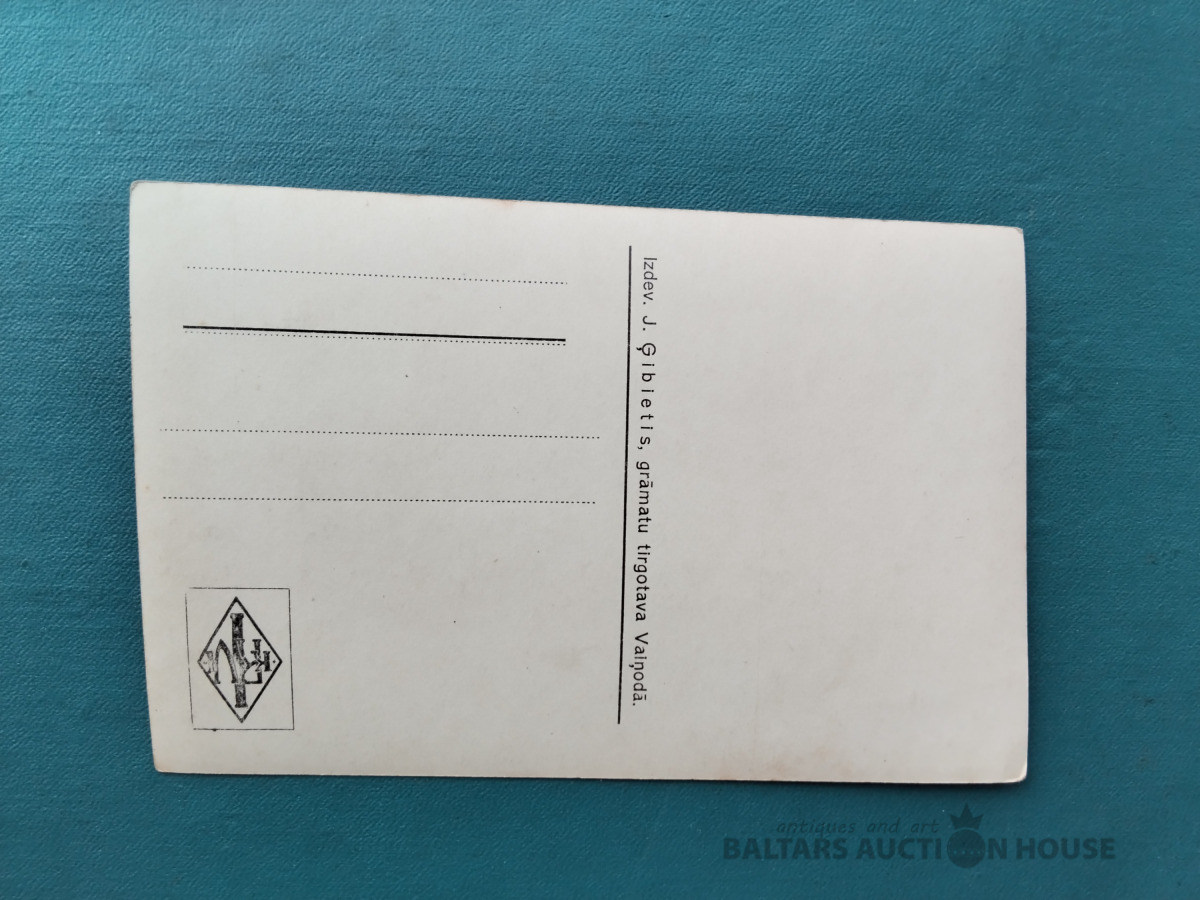 Izdev. J. Ģibietis, grāmatu tirgotava Vaiņodā.
antiques and art
BALTARS AUCTION HOUSE